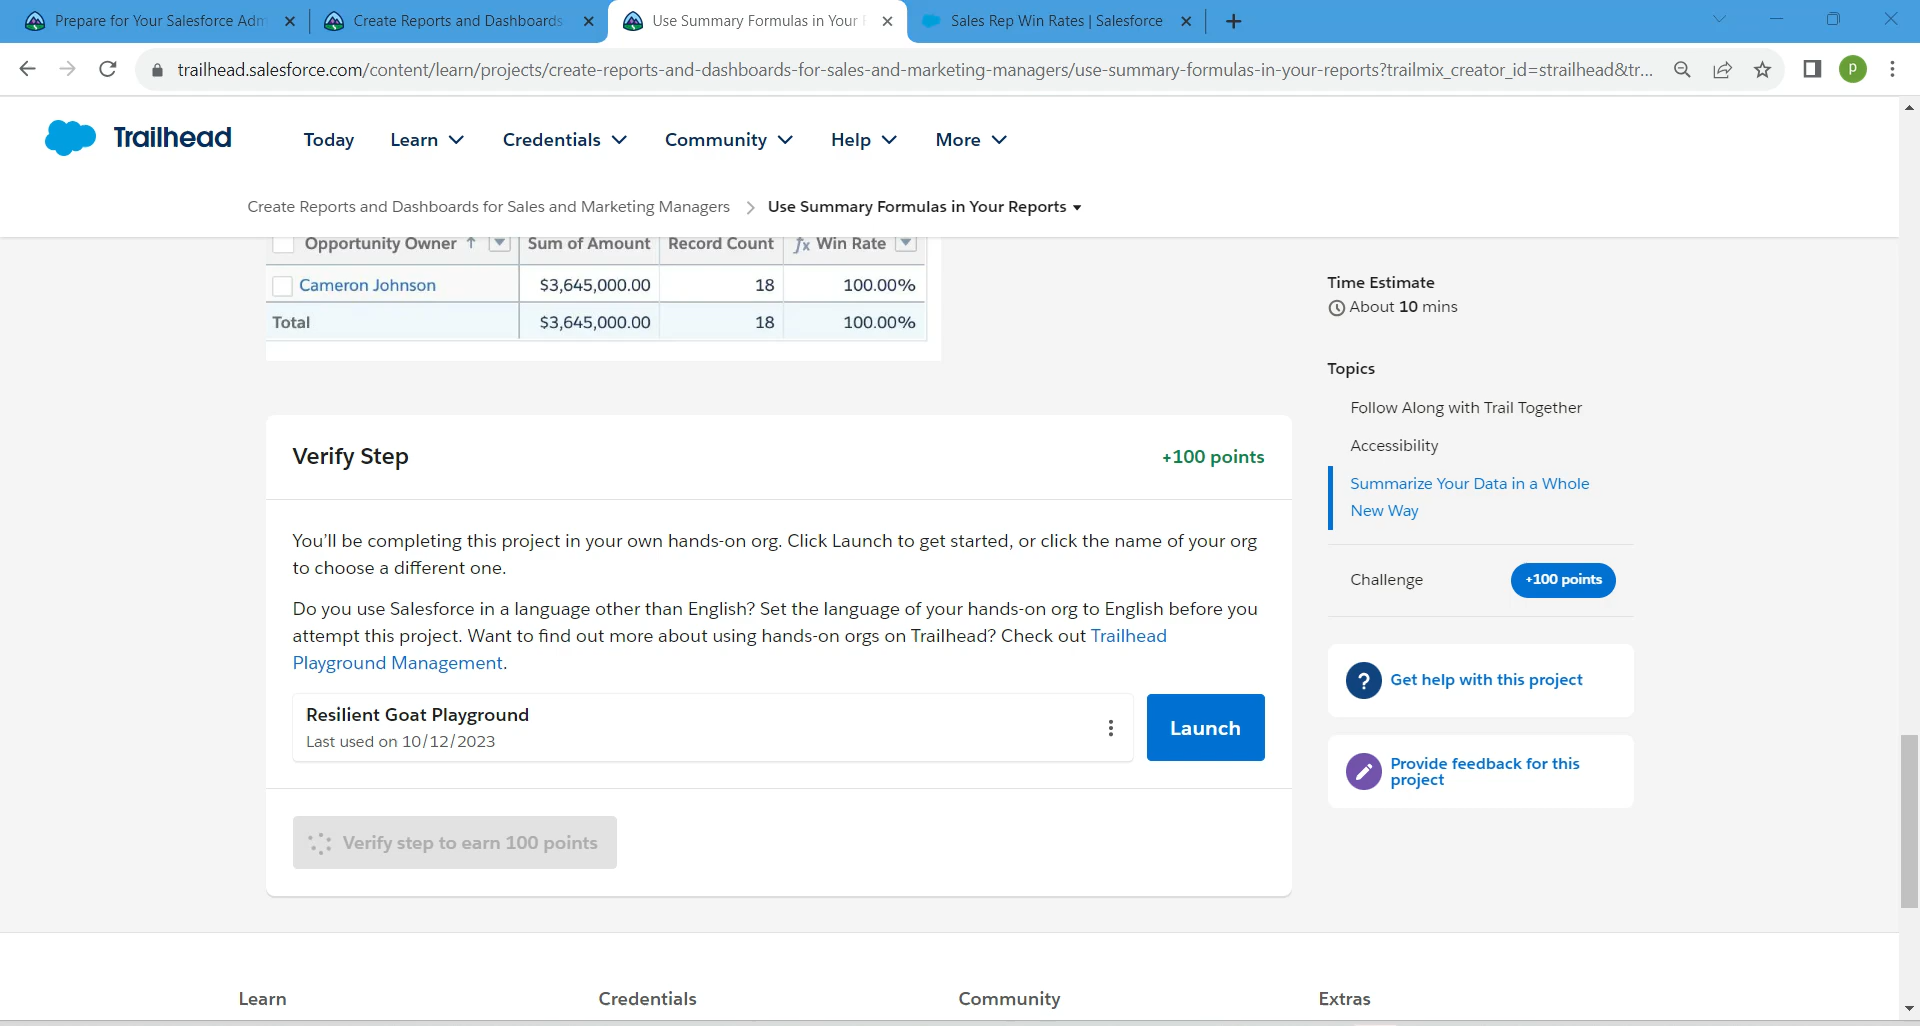 Prepare for Your Salesforce Adm
Create Reports and Dashboards
Use Summary Formulas in Your
Sales Rep Win Rates | Salesforce
trailhead.salesforce.com/content/learn/projects/create-reports-and-dashboards-for-sales-and-marketing-managers/use-summary-formulas-in-your-reports?trailmix_creator_id=strailhead&tr...
P
Trailhead
Today
Learn
Credentials
Community
Help
More
Create Reports and Dashboards for Sales and Marketing Managers > Use Summary Formulas in Your Reports
Opportunity Owner ↑ Sum of Amount Record Count fx Win Rate
Cameron Johnson $3,645,000.00 18 100.00%
Total $3,645,000.00 18 100.00%
Verify Step
+100 points
You'll be completing this project in your own hands-on org. Click Launch to get started, or click the name of your org
to choose a different one.
Do you use Salesforce in a language other than English? Set the language of your hands-on org to English before you
attempt this project. Want to find out more about using hands-on orgs on Trailhead? Check out Trailhead
Playground Management.
Resilient Goat Playground
Last used on 10/12/2023
Launch
Verify step to earn 100 points
Time Estimate
About 10 mins
Topics
Follow Along with Trail Together
Accessibility
Summarize Your Data in a Whole
New Way
Challenge
+100 points
? Get help with this project
Provide feedback for this
project
Learn
Credentials
Community
Extras